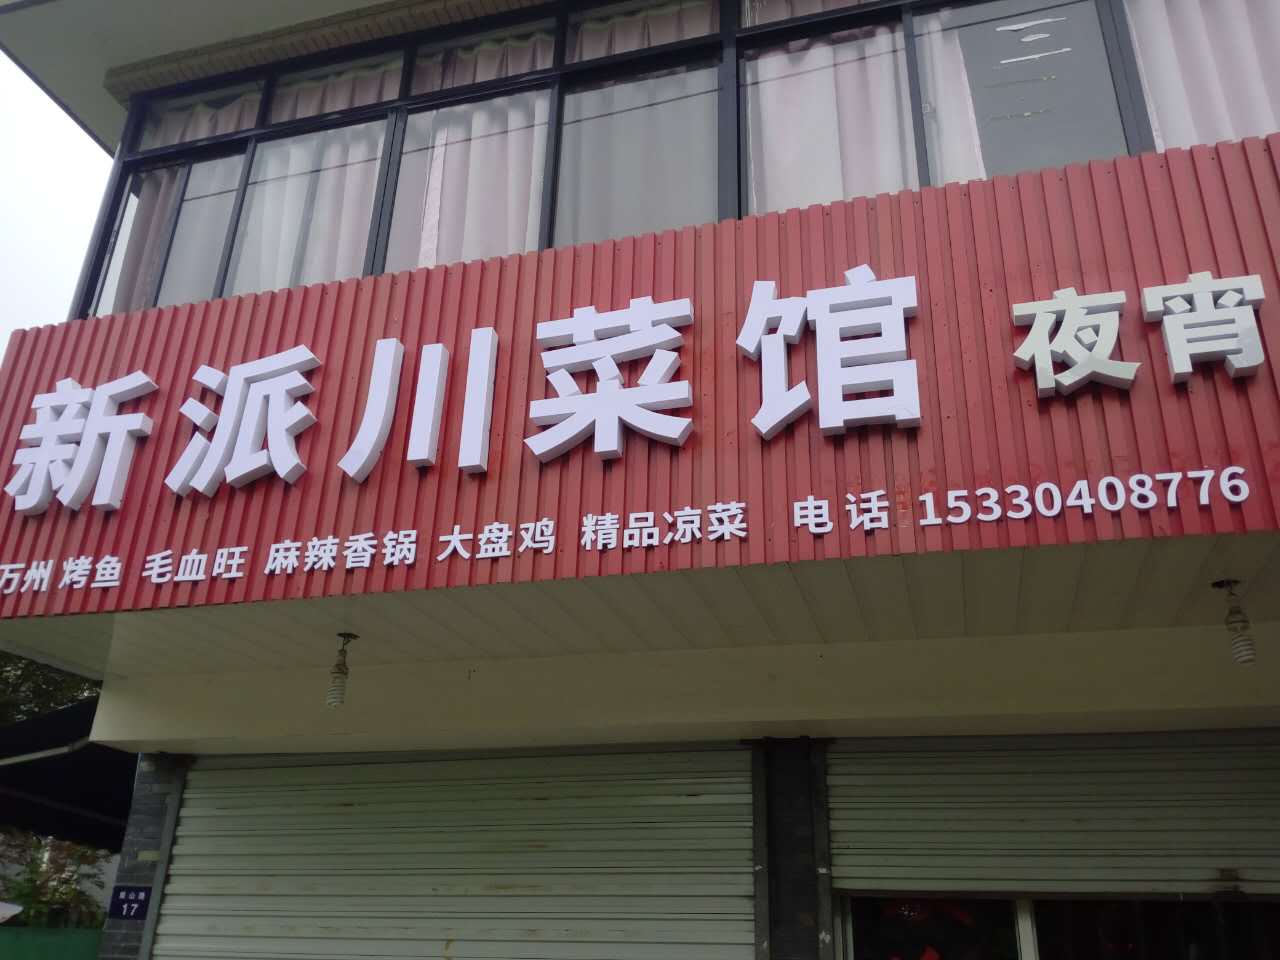 新派川菜馆 夜宵
万州 烤鱼 毛血旺 麻辣香锅 大盘鸡 精品凉菜 电话 15330408776
17